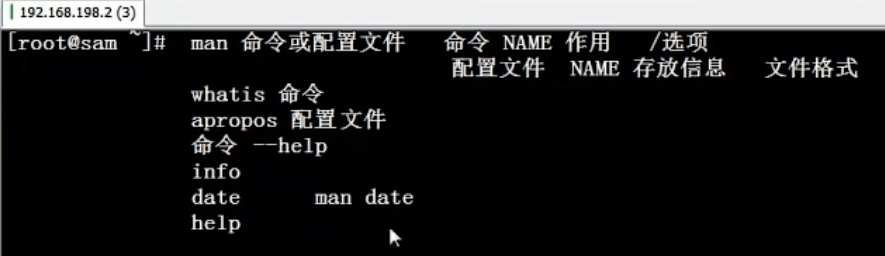 192.168.198.2 (3)
[root@sam ~]# man 命令或配置文件 命令 NAME 作用 /选项
配置文件 NAME 存放信息 文件格式
whatis 命令
apropos 配置文件
命令 --help
info
date man date
help